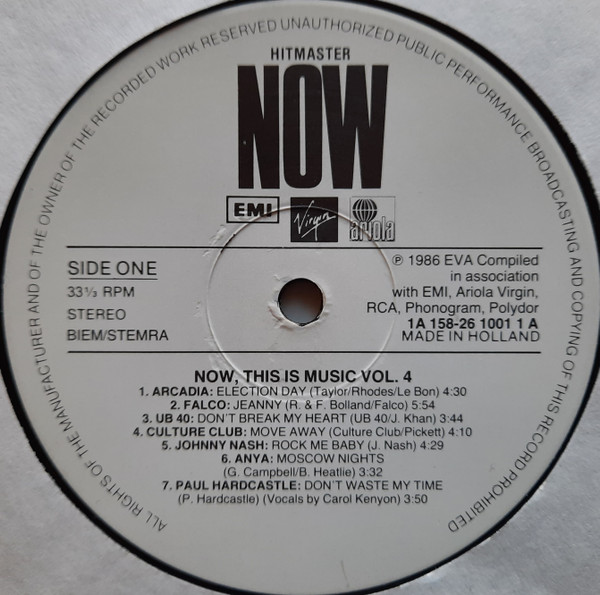 ALL RIGHTS OF THE MANUFACTURER AND OF THE OWNER OF THE RECORDED WORK RESERVED UNAUTHORIZED PUBLIC PERFORMANCE BROADCASTING AND COPYING OF THIS RECORD PROHIBITED
HITMASTER
NOW
EMI Virgin ariola
SIDE ONE
33⅓ RPM
STEREO
BIEM/STEMRA
℗ 1986 EVA Compiled
in association
with EMI, Ariola Virgin,
RCA, Phonogram, Polydor
1A 158-26 1001 1 A
MADE IN HOLLAND
NOW, THIS IS MUSIC VOL. 4
1. ARCADIA: ELECTION DAY (Taylor/Rhodes/Le Bon) 4:30
2. FALCO: JEANNY (R. & F. Bolland/Falco) 5:54
3. UB 40: DON'T BREAK MY HEART (UB 40/J. Khan) 3:44
4. CULTURE CLUB: MOVE AWAY (Culture Club/Pickett) 4:10
5. JOHNNY NASH: ROCK ME BABY (J. Nash) 4:29
6. ANYA: MOSCOW NIGHTS
(G. Campbell/B. Heatlie) 3:32
7. PAUL HARDCASTLE: DON'T WASTE MY TIME
(P. Hardcastle) (Vocals by Carol Kenyon) 3:50